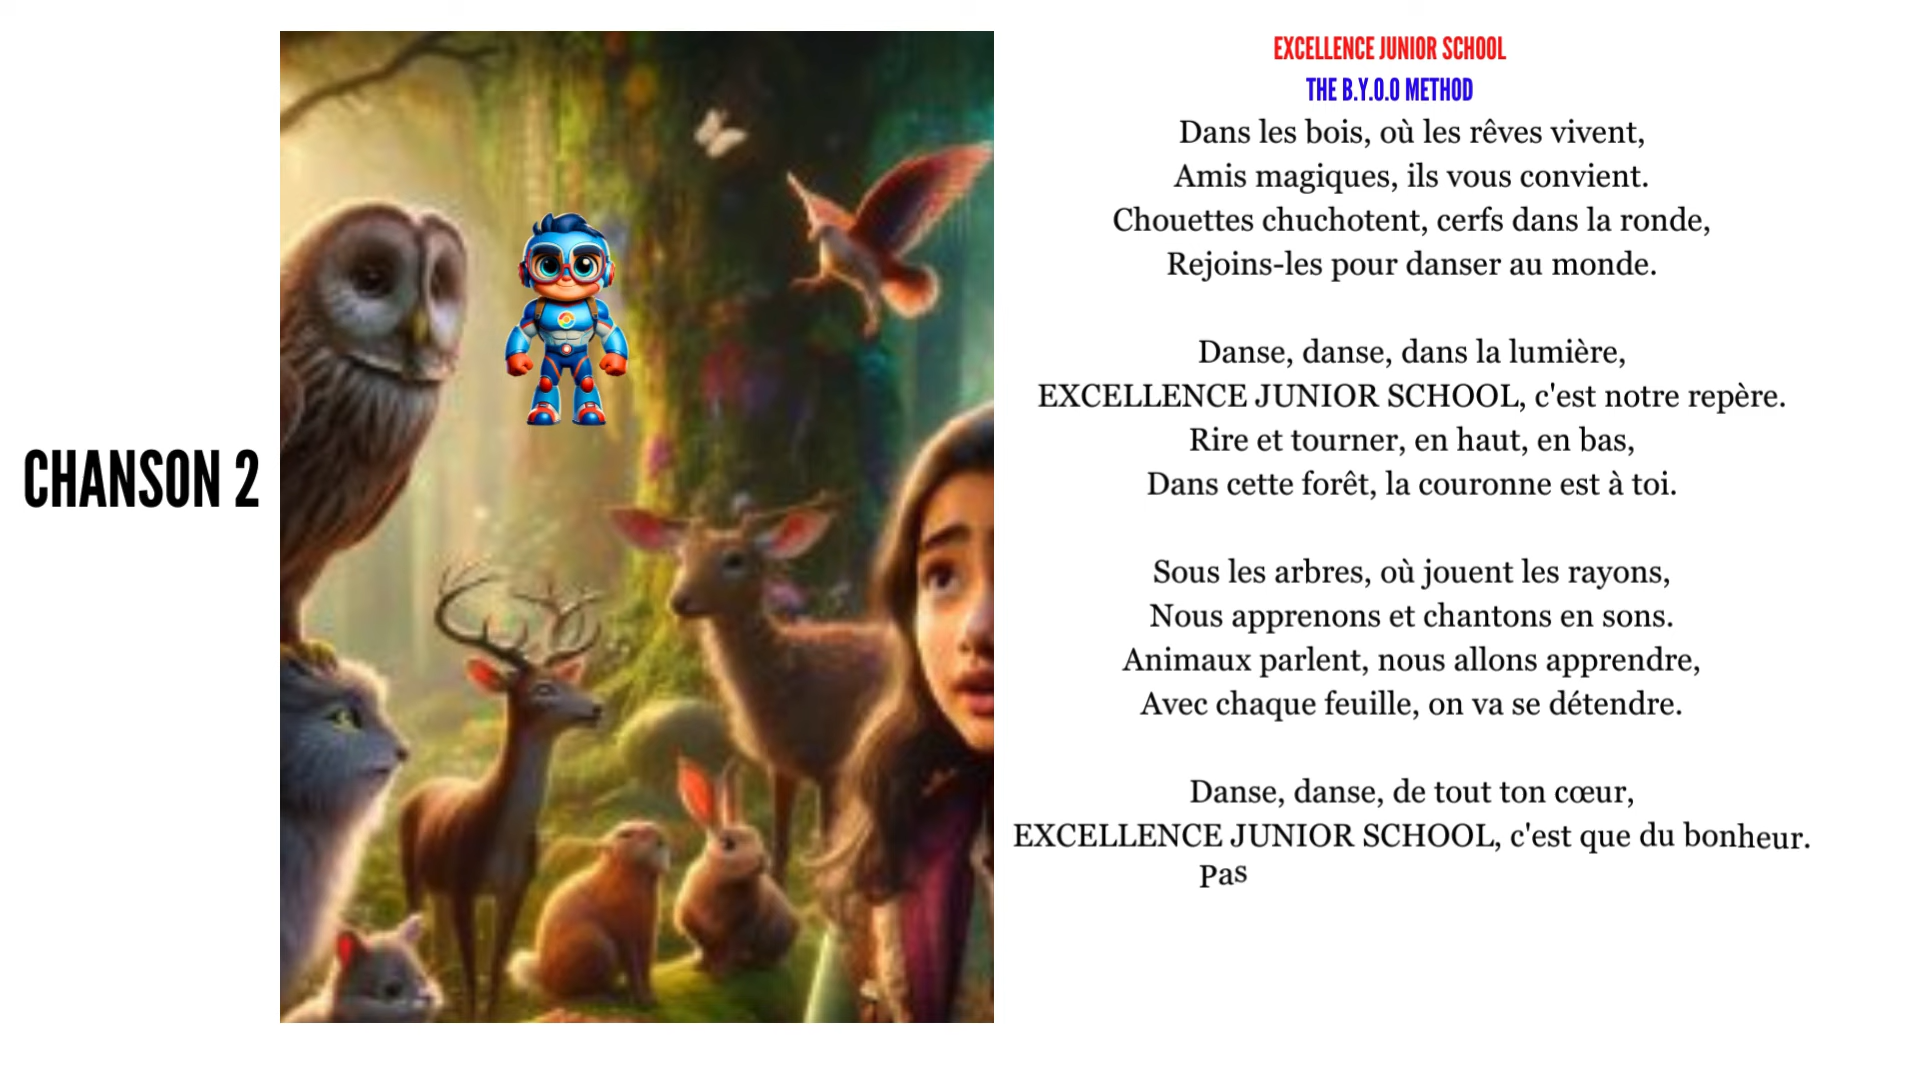 CHANSON 2
EXCELLENCE JUNIOR SCHOOL
THE B.Y.O.O METHOD
Dans les bois, où les rêves vivent,
Amis magiques, ils vous convient.
Chouettes chuchotent, cerfs dans la ronde,
Rejoins-les pour danser au monde.
Danse, danse, dans la lumière,
EXCELLENCE JUNIOR SCHOOL, c'est notre repère.
Rire et tourner, en haut, en bas,
Dans cette forêt, la couronne est à toi.
Sous les arbres, où jouent les rayons,
Nous apprenons et chantons en sons.
Animaux parlent, nous allons apprendre,
Avec chaque feuille, on va se détendre.
Danse, danse, de tout ton cœur,
EXCELLENCE JUNIOR SCHOOL, c'est que du bonheur.
Pas